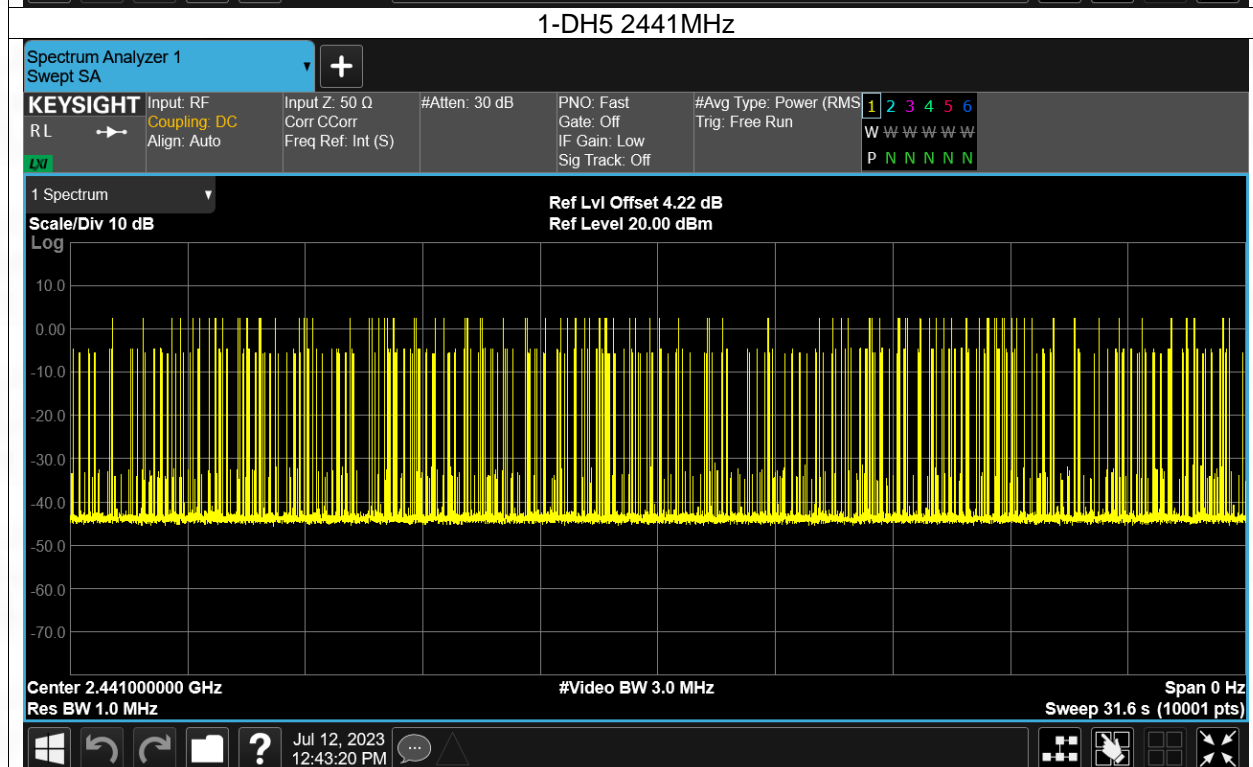 1-DH5 2441MHz
Spectrum Analyzer 1
Swept SA
KEYSIGHT
RL
LXI
Input: RF
Coupling: DC
Align: Auto
Input Z: 50 Ω
Corr CCorr
Freq Ref: Int (S)
#Atten: 30 dB
PNO: Fast
Gate: Off
IF Gain: Low
Sig Track: Off
#Avg Type: Power (RMS
Trig: Free Run
1 2 3 4 5 6
W W W W W W
P N N N N N
1 Spectrum
Scale/Div 10 dB
Ref Lvl Offset 4.22 dB
Ref Level 20.00 dBm
Log
10.0
0.00
-10.0
-20.0
-30.0
-40.0
-50.0
-60.0
-70.0
Center 2.441000000 GHz
#Video BW 3.0 MHz
Span 0 Hz
Res BW 1.0 MHz
Sweep 31.6 s (10001 pts)
?
Jul 12, 2023
12:43:20 PM